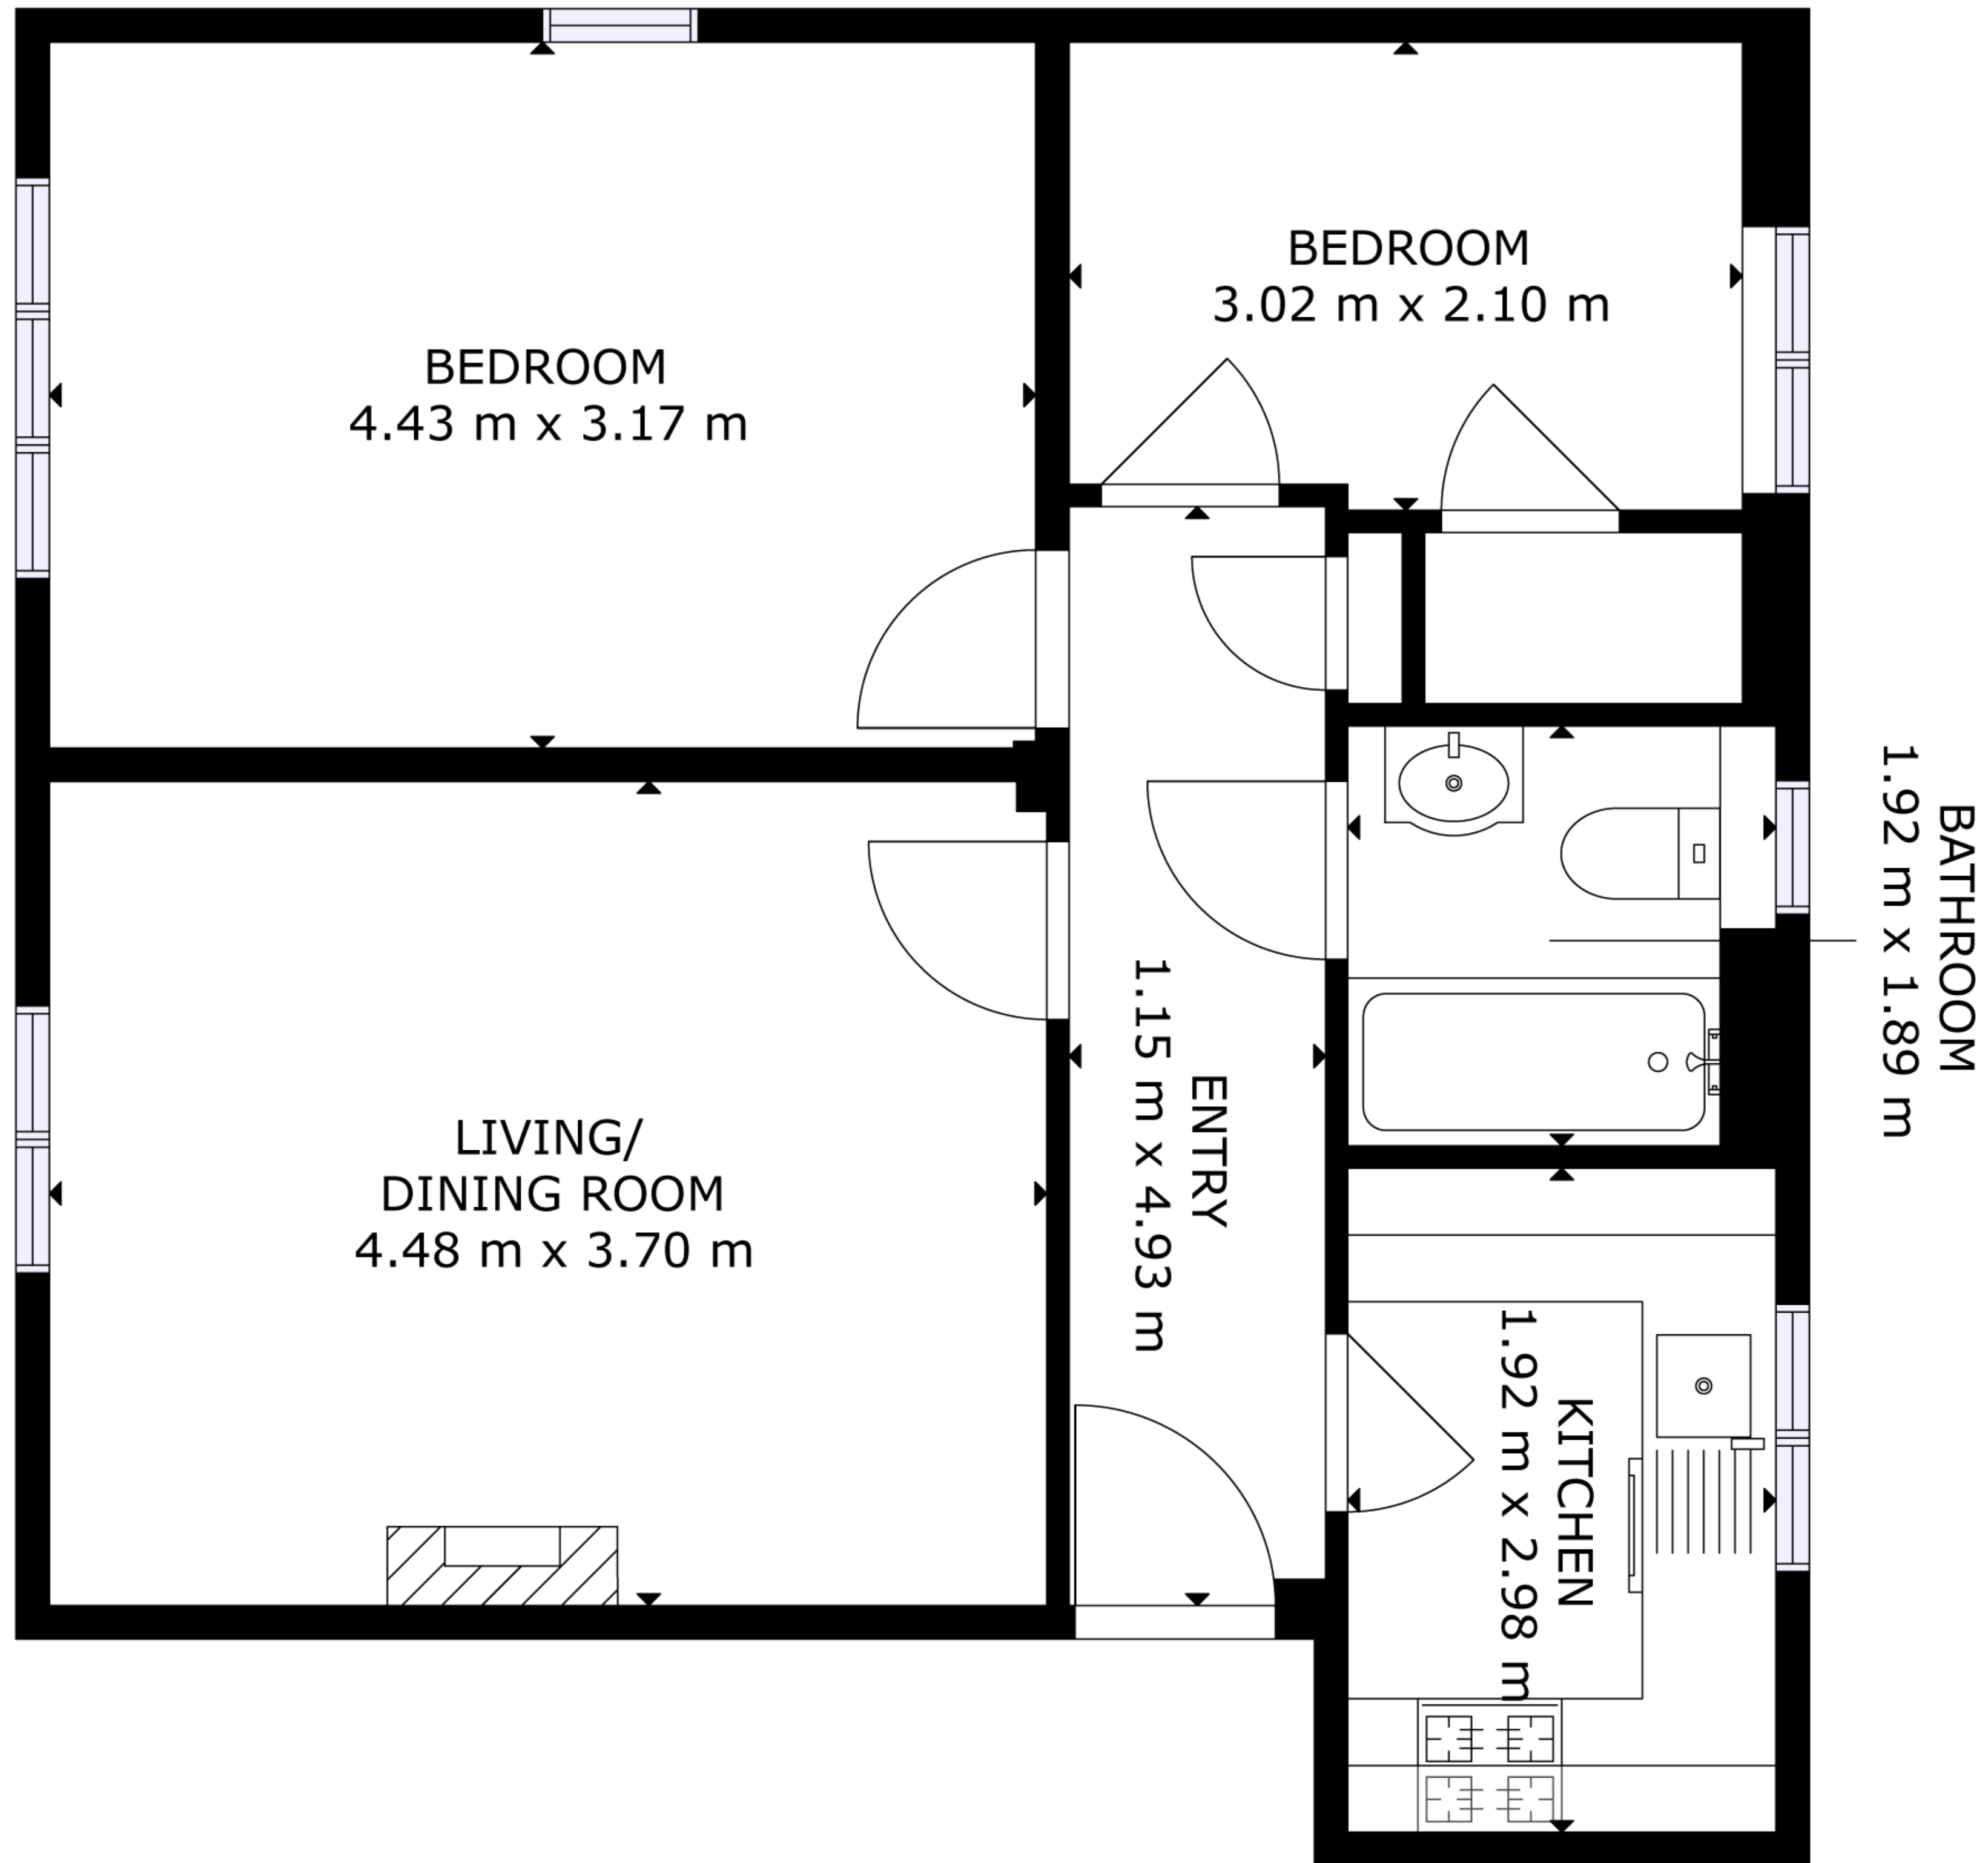 BEDROOM
4.43 m x 3.17 m
BEDROOM
3.02 m x 2.10 m
BATHROOM
1.92 m x 1.89 m
LIVING/
DINING ROOM
4.48 m x 3.70 m
ENTRY
1.15 m x 4.93 m
KITCHEN
1.92 m x 2.98 m